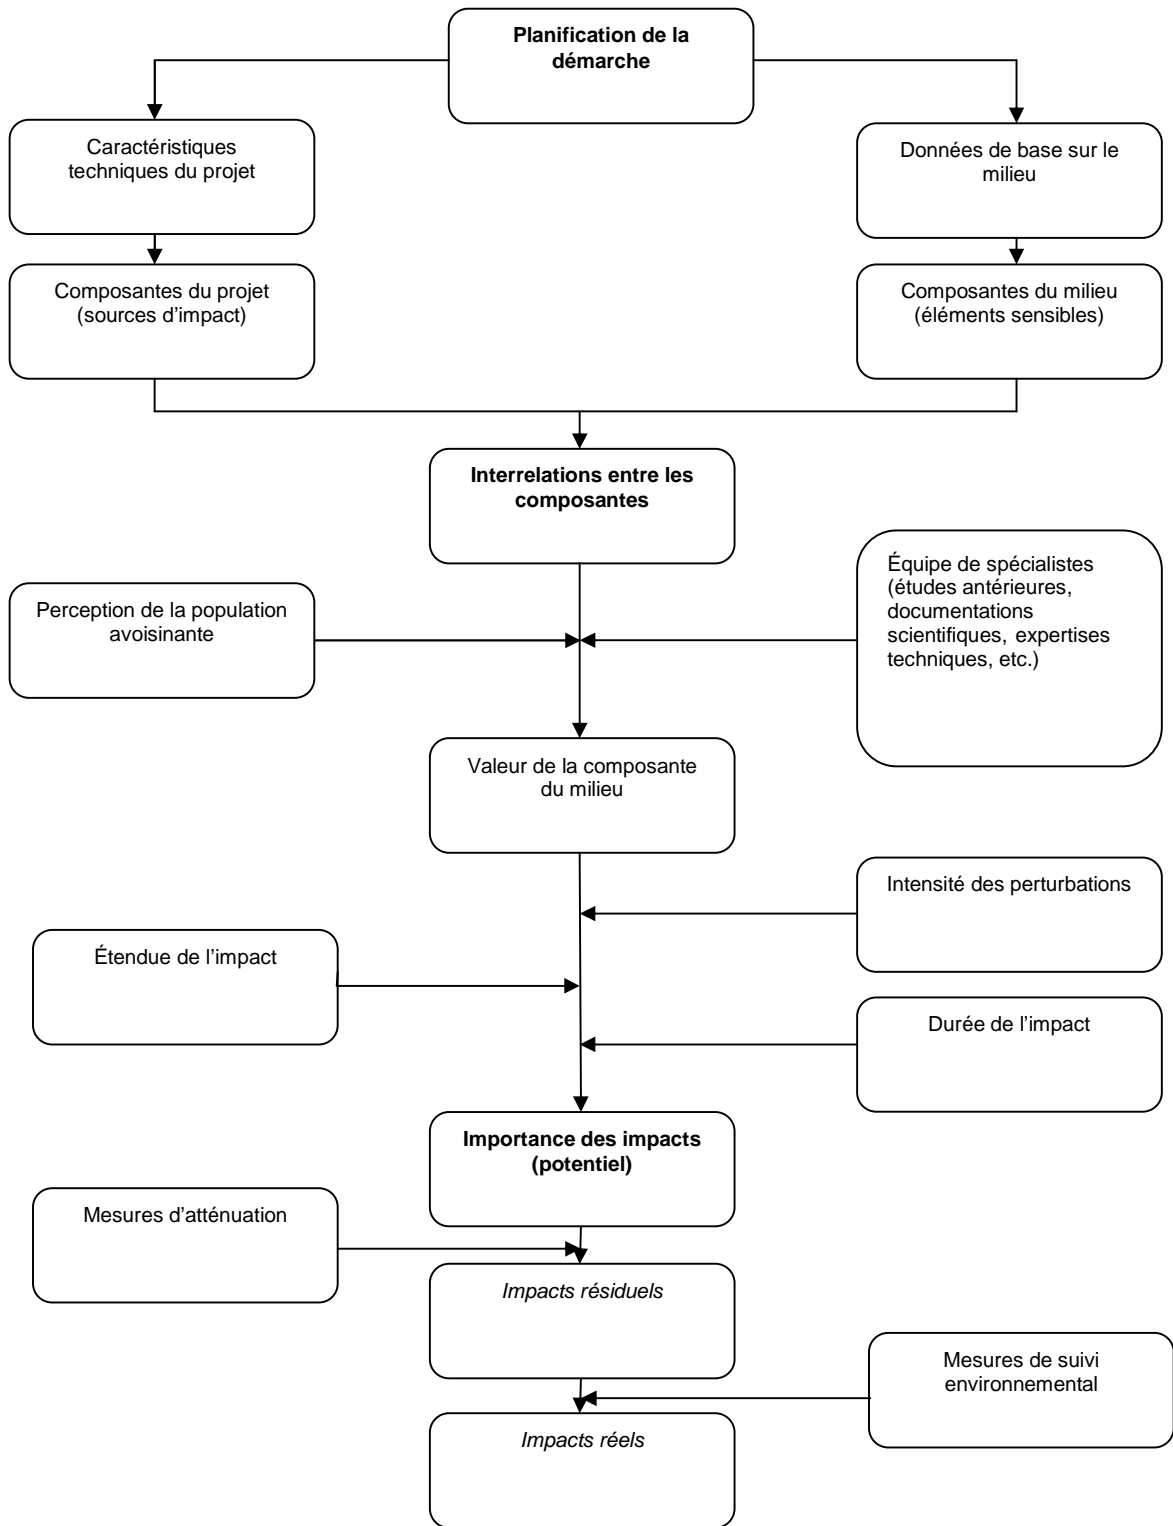 Planification de la
démarche
Caractéristiques
techniques du projet
Données de base sur le
milieu
Composantes du projet
(sources d'impact)
Composantes du milieu
(éléments sensibles)
Interrelations entre les
composantes
Équipe de spécialistes
(études antérieures,
documentations
scientifiques, expertises
techniques, etc.)
Perception de la population
avoisinante
Valeur de la composante
du milieu
Intensité des perturbations
Étendue de l'impact
Durée de l'impact
Importance des impacts
(potentiel)
Mesures d'atténuation
Impacts résiduels
Mesures de suivi
environnemental
Impacts réels